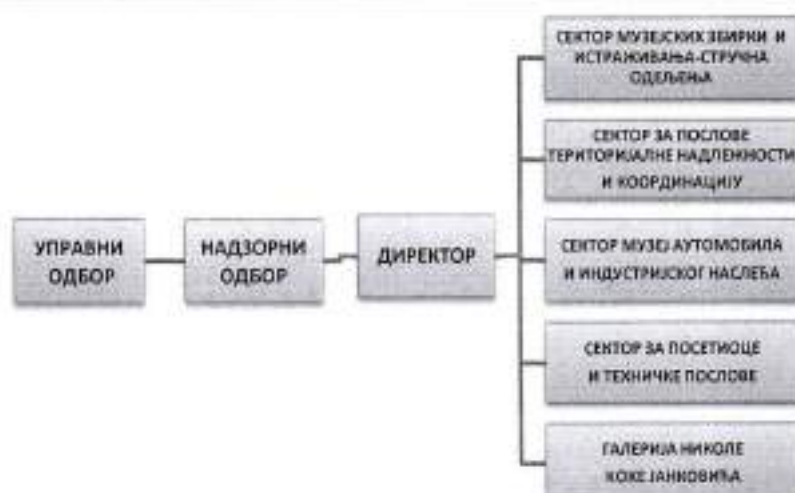 УПРАВНИ
ОДБОР
НАДЗОРНИ
ОДБОР
ДИРЕКТОР
СЕКТОР МУЗЕЈСКИХ ЗБИРКИ И
ИСТРАЖИВАЊА-СТРУЧНА
ОДЕЉЕЊА
СЕКТОР ЗА ПОСЛОВЕ
ТЕРИТОРИЈАЛНЕ НАДЛЕЖНОСТИ
И КООРДИНАЦИЈУ
СЕКТОР МУЗЕЈ АУТОМОБИЛА
И ИНДУСТРИЈСКОГ НАСЛЕЂА
СЕКТОР ЗА ПОСЕТИОЦЕ
И ТЕХНИЧКЕ ПОСЛОВЕ
ГАЛЕРИЈА НИКОЛЕ
КОКЕ ЈАНКОВИЋА